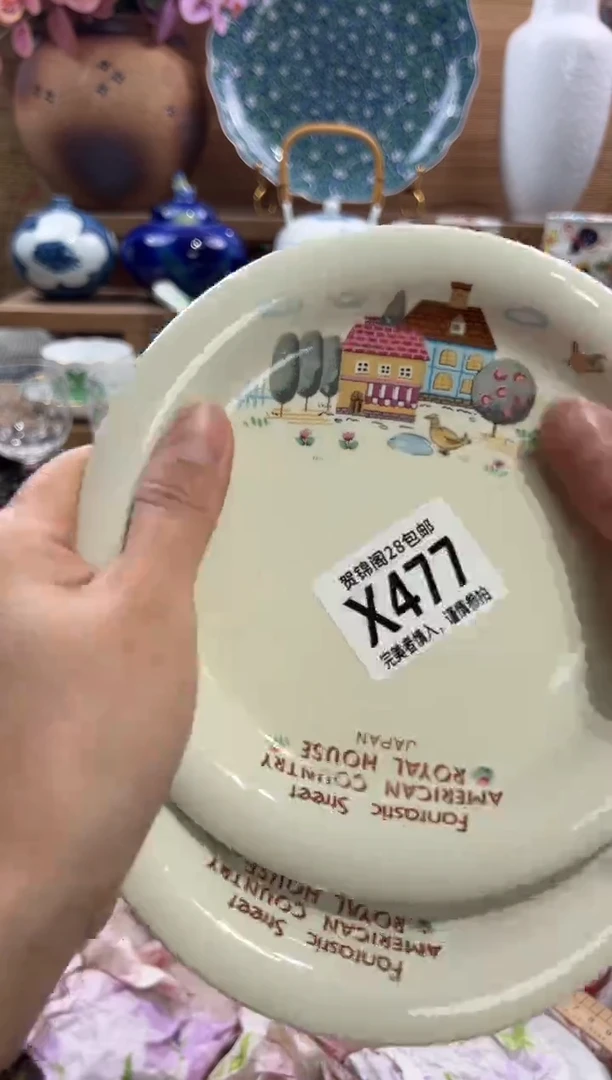 贺锦阁28包邮
X477
完美者慎入，谨慎参拍
Fantastic Street
AMERICAN COUNTRY
ROYAL HOUSE
JAPAN
Fantastic Street
AMERICAN COUNTRY
ROYAL HOUSE